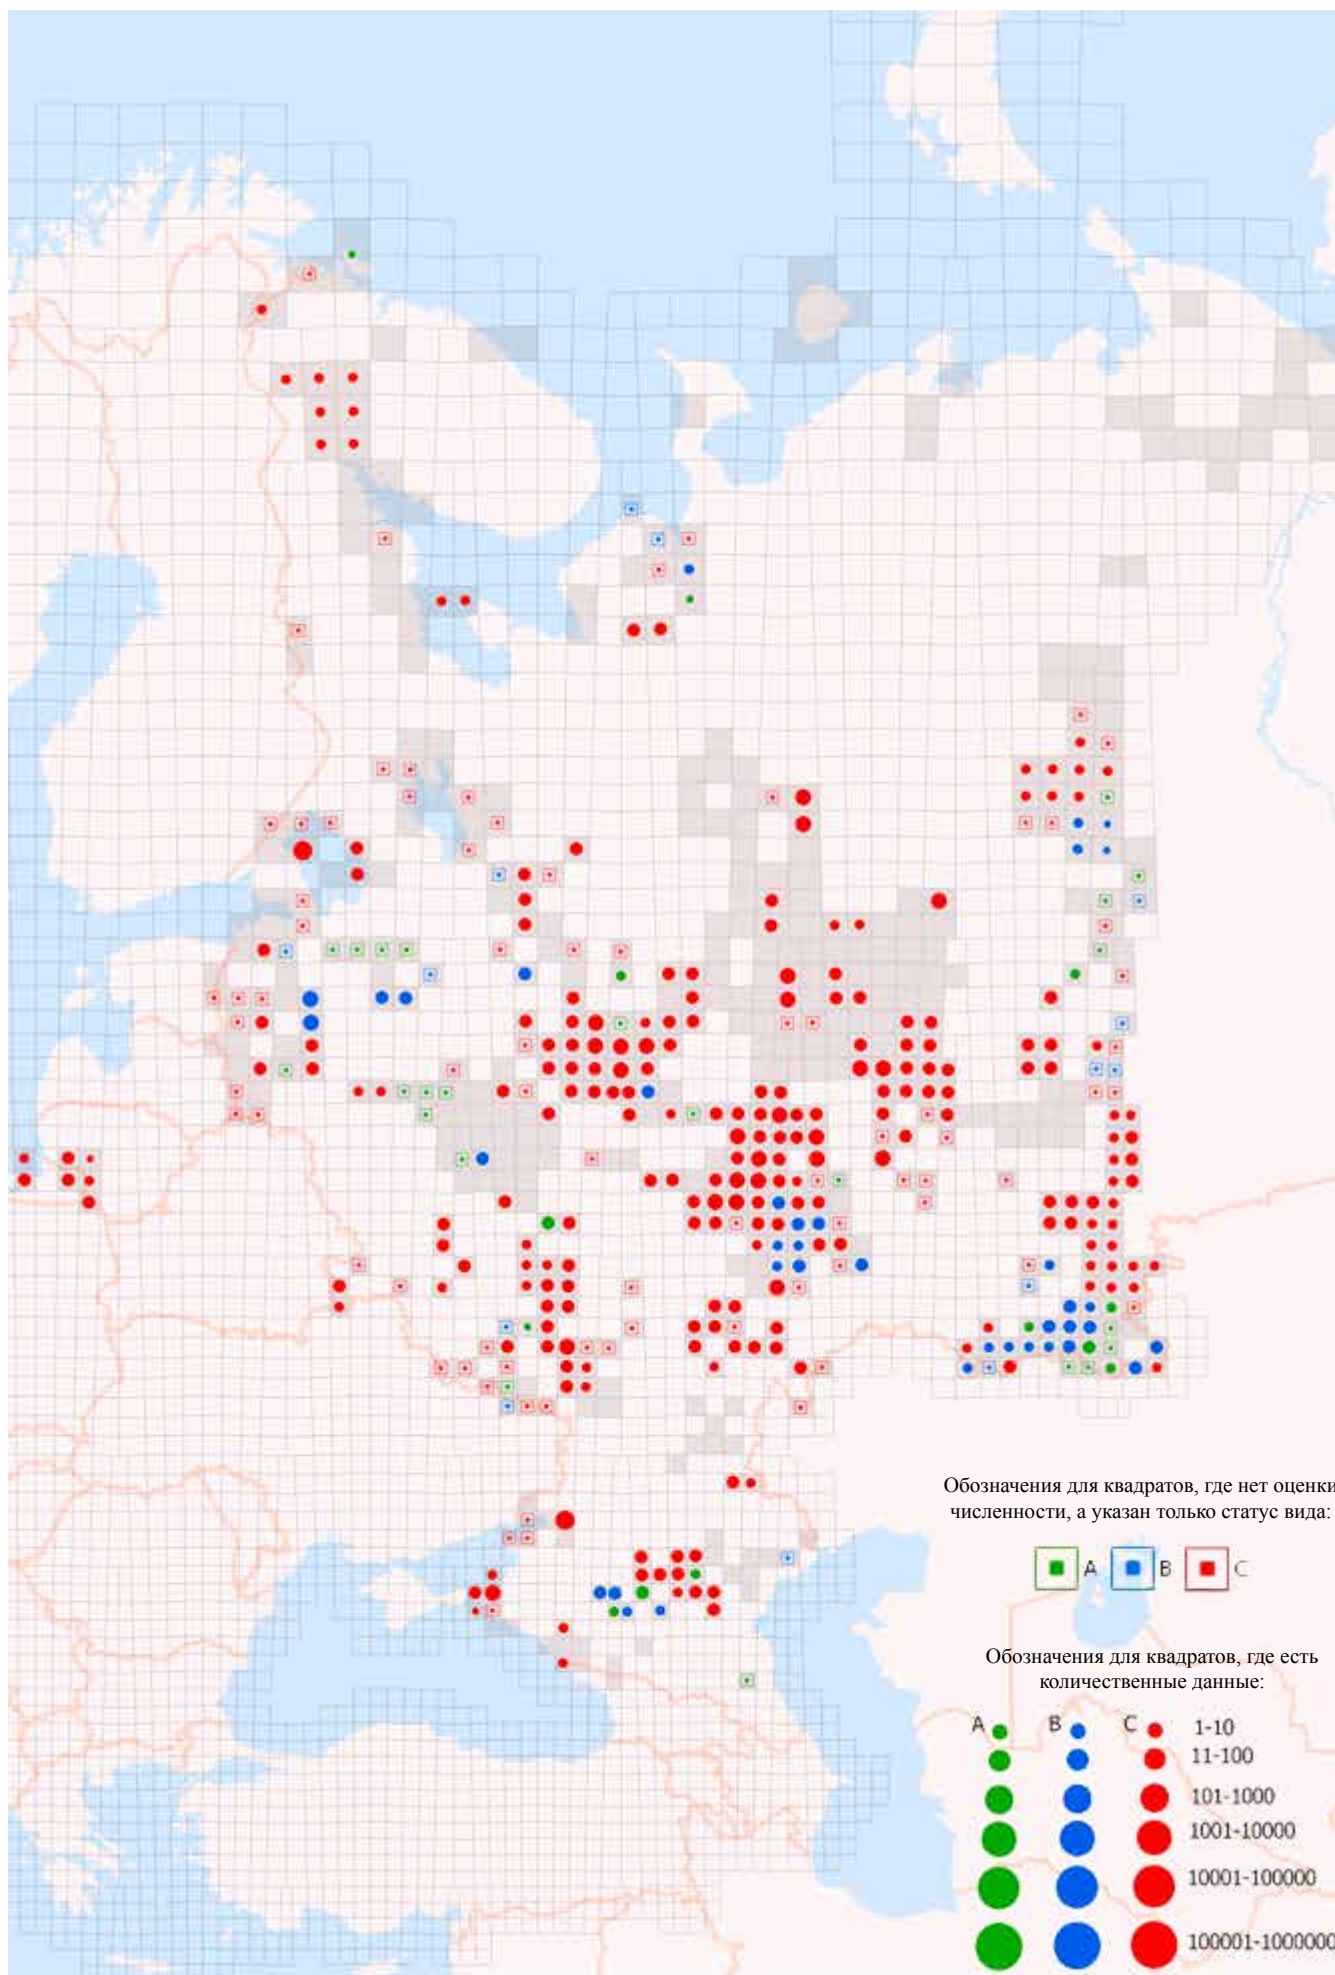 Обозначения для квадратов, где нет оценки
численности, а указан только статус вида:
A B C
Обозначения для квадратов, где есть
количественные данные:
A B C 1-10
11-100
101-1000
1001-10000
10001-100000
100001-1000000